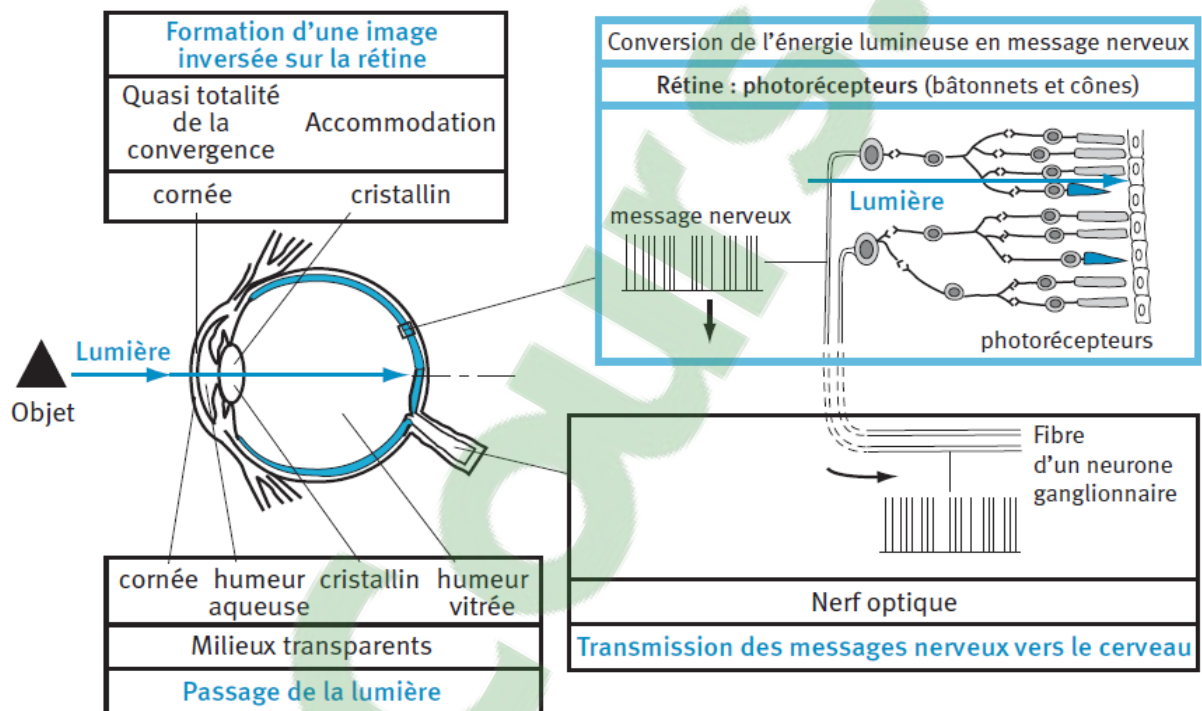 Formation d'une image
inversée sur la rétine
Quasi totalité
de la
convergence
Accommodation
cornée
cristallin
Conversion de l'énergie lumineuse en message nerveux
Rétine : photorécepteurs (bâtonnets et cônes)
Lumière
message nerveux
photorécepteurs
Lumière
Objet
Fibre
d'un neurone
ganglionnaire
Nerf optique
Transmission des messages nerveux vers le cerveau
cornée
humeur
aqueuse
cristallin
humeur
vitrée
Milieux transparents
Passage de la lumière
cours.